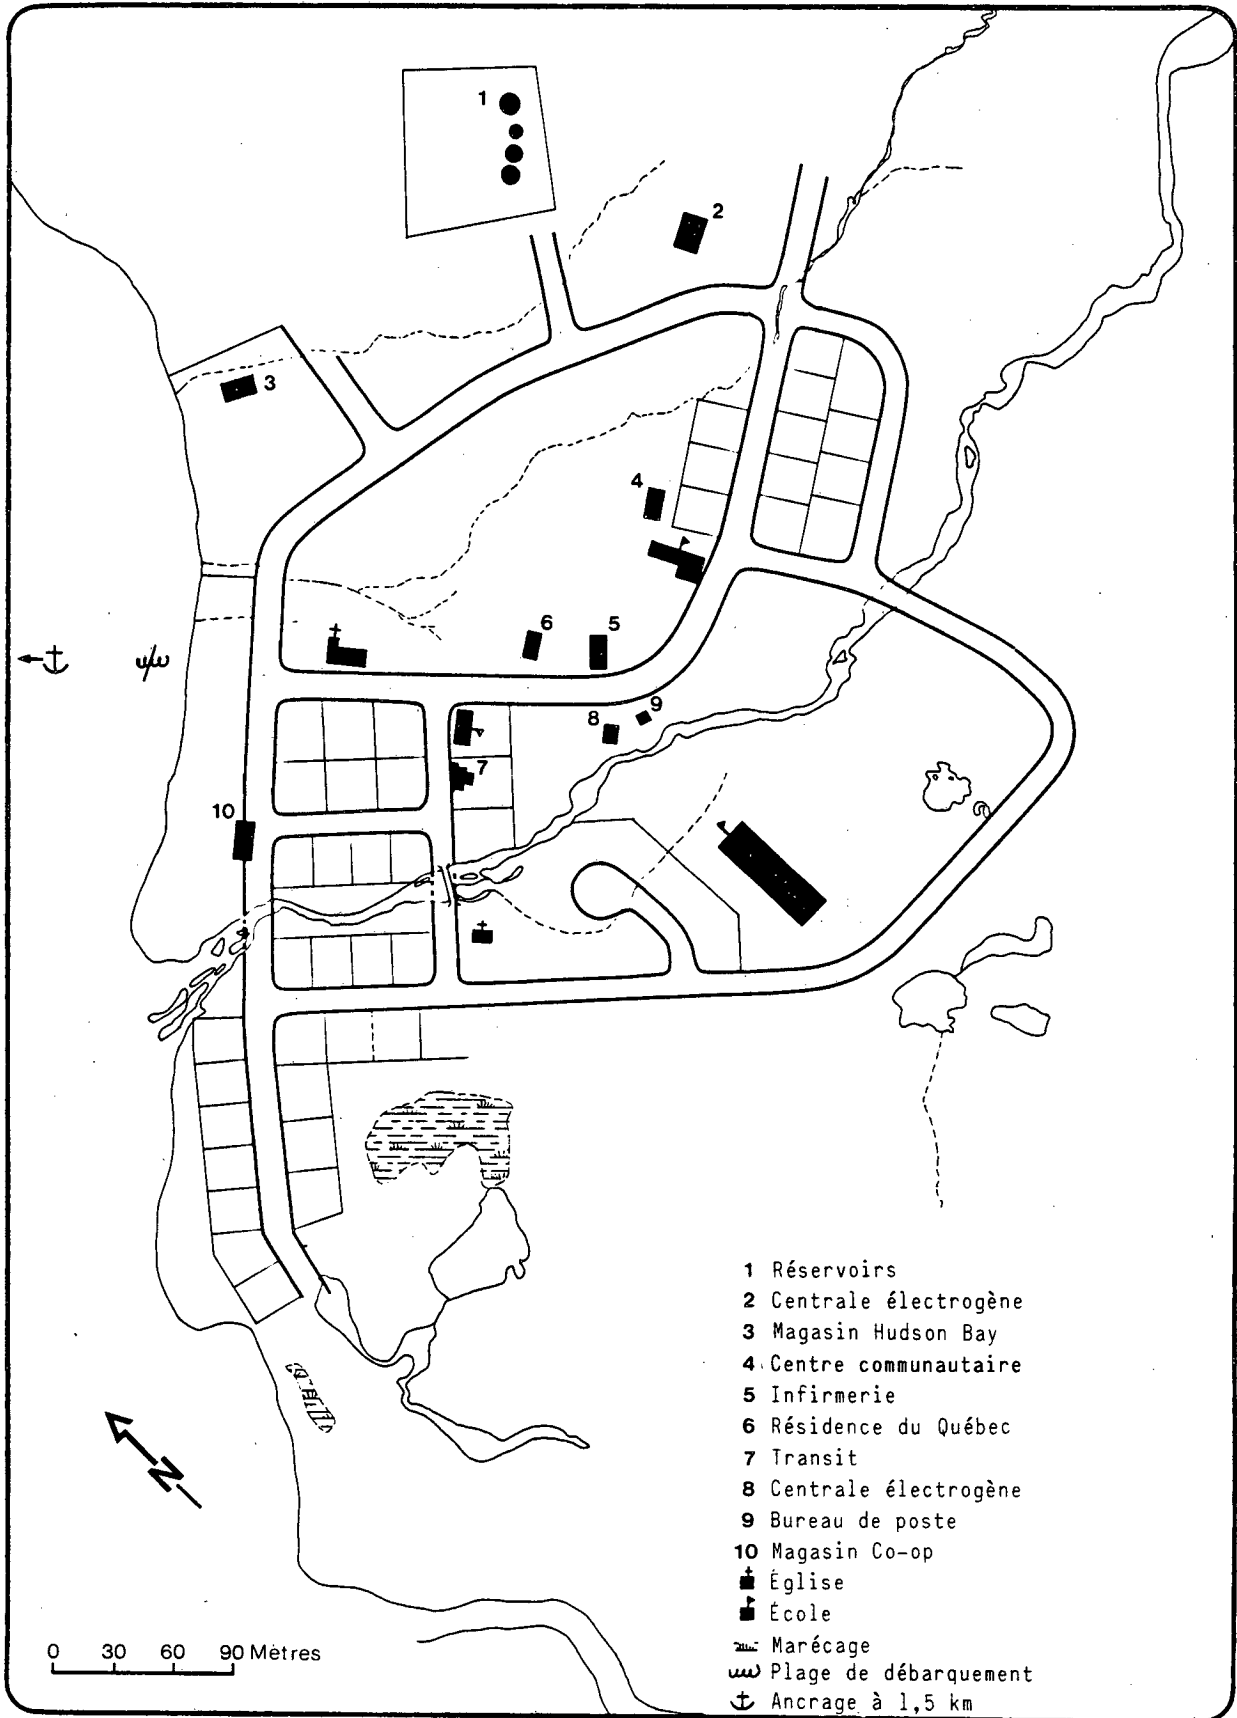 1
2
3
4
6
5
9
8
7
10
N
1 Réservoirs
2 Centrale électrogène
3 Magasin Hudson Bay
4 Centre communautaire
5 Infirmerie
6 Résidence du Québec
7 Transit
8 Centrale électrogène
9 Bureau de poste
10 Magasin Co-op
Église
École
Marécage
Plage de débarquement
Ancrage à 1,5 km
0 30 60 90 Mètres